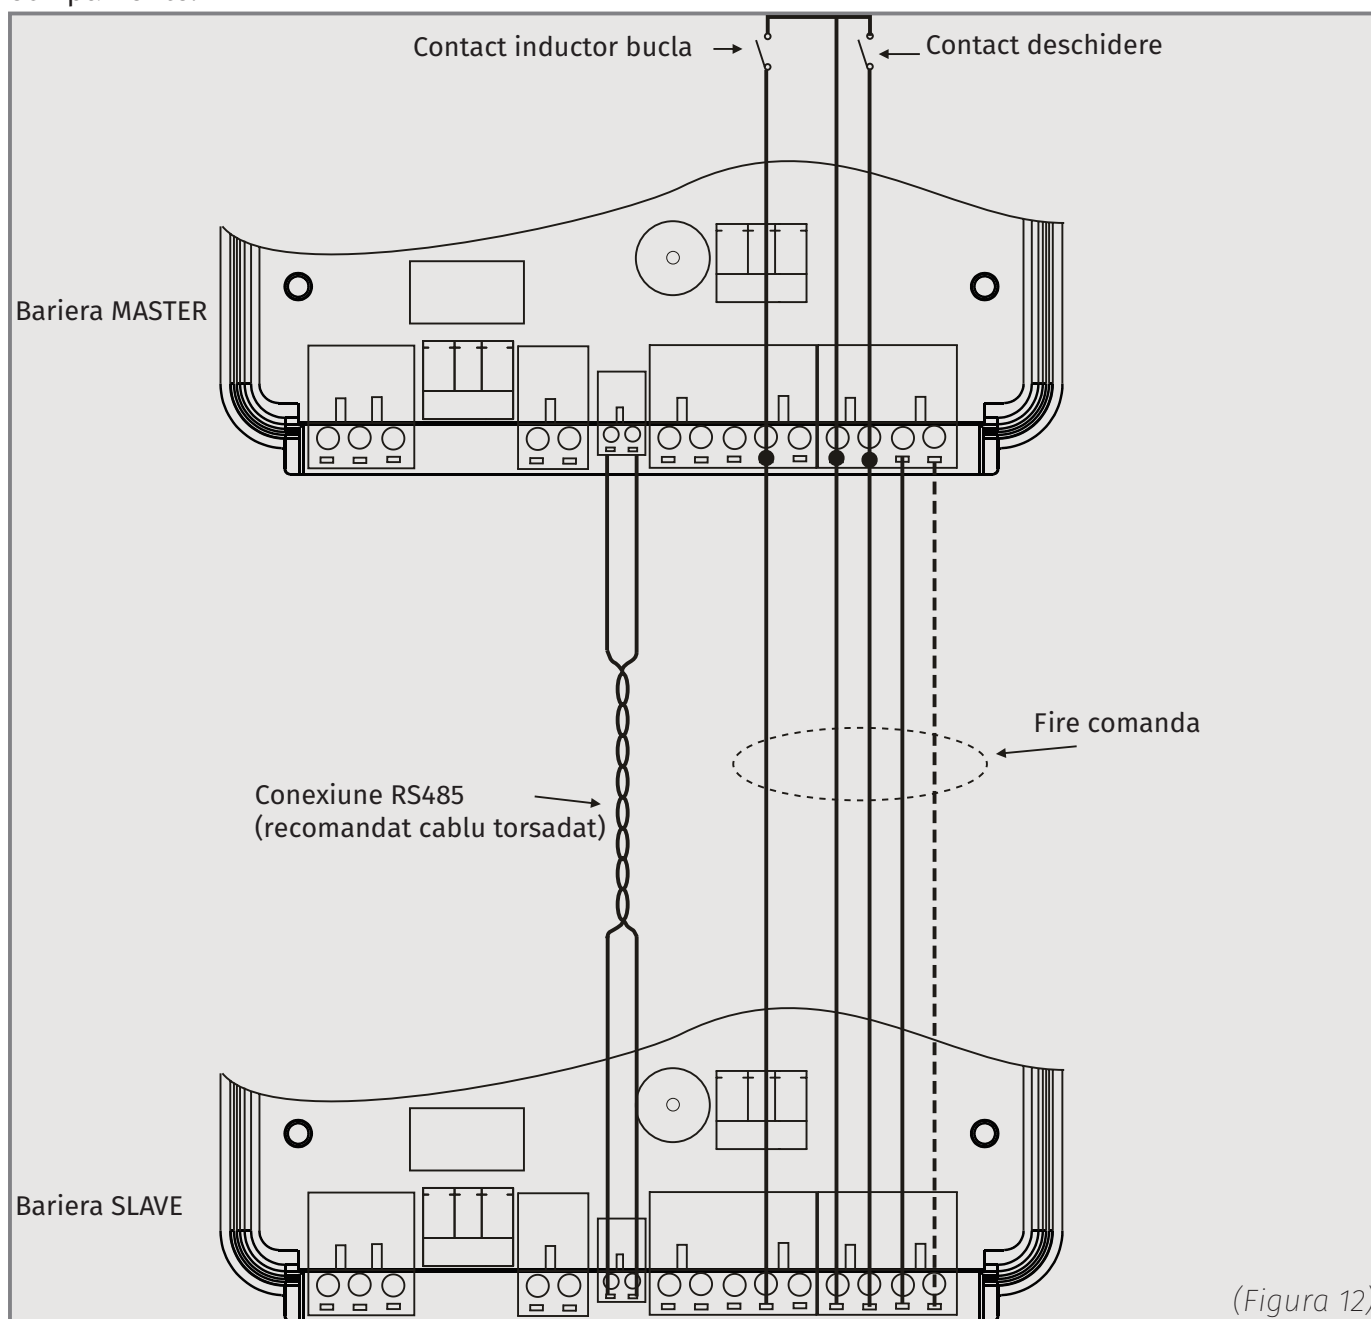 Contact inductor bucla
Contact deschidere
Bariera MASTER
Fire comanda
Conexiune RS485
(recomandat cablu torsadat)
Bariera SLAVE
(Figura 12)